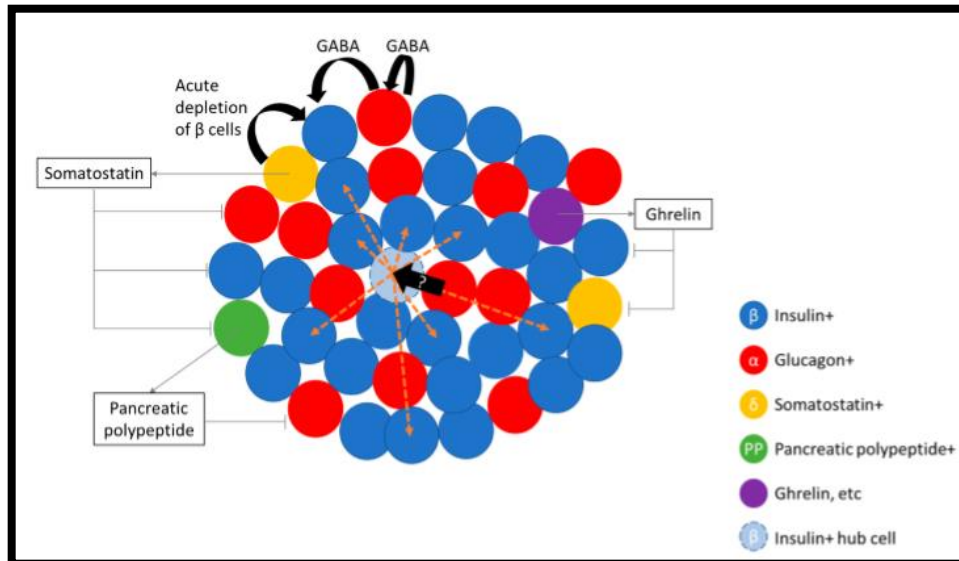 GABA
GABA
Acute
depletion
of β cells
Somatostatin
Ghrelin
?
Pancreatic
polypeptide
β Insulin+
α Glucagon+
δ Somatostatin+
PP Pancreatic polypeptide+
Ghrelin, etc
β Insulin+ hub cell